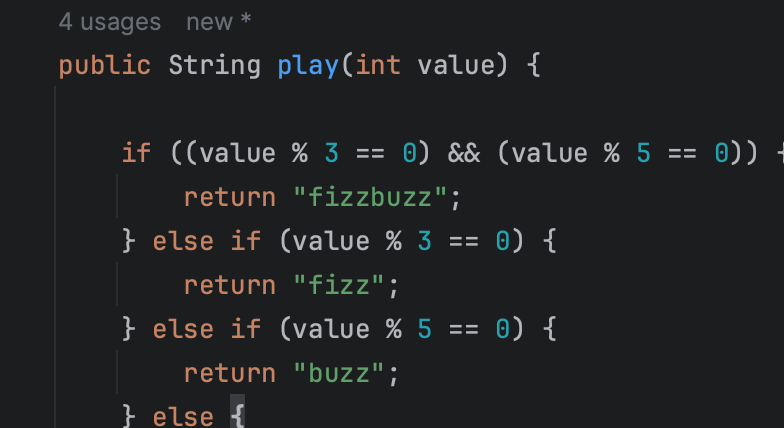 4 usages   new *
public String play(int value) {
if ((value % 3 == 0) && (value % 5 == 0)) {
return "fizzbuzz";
} else if (value % 3 == 0) {
return "fizz";
} else if (value % 5 == 0) {
return "buzz";
} else {